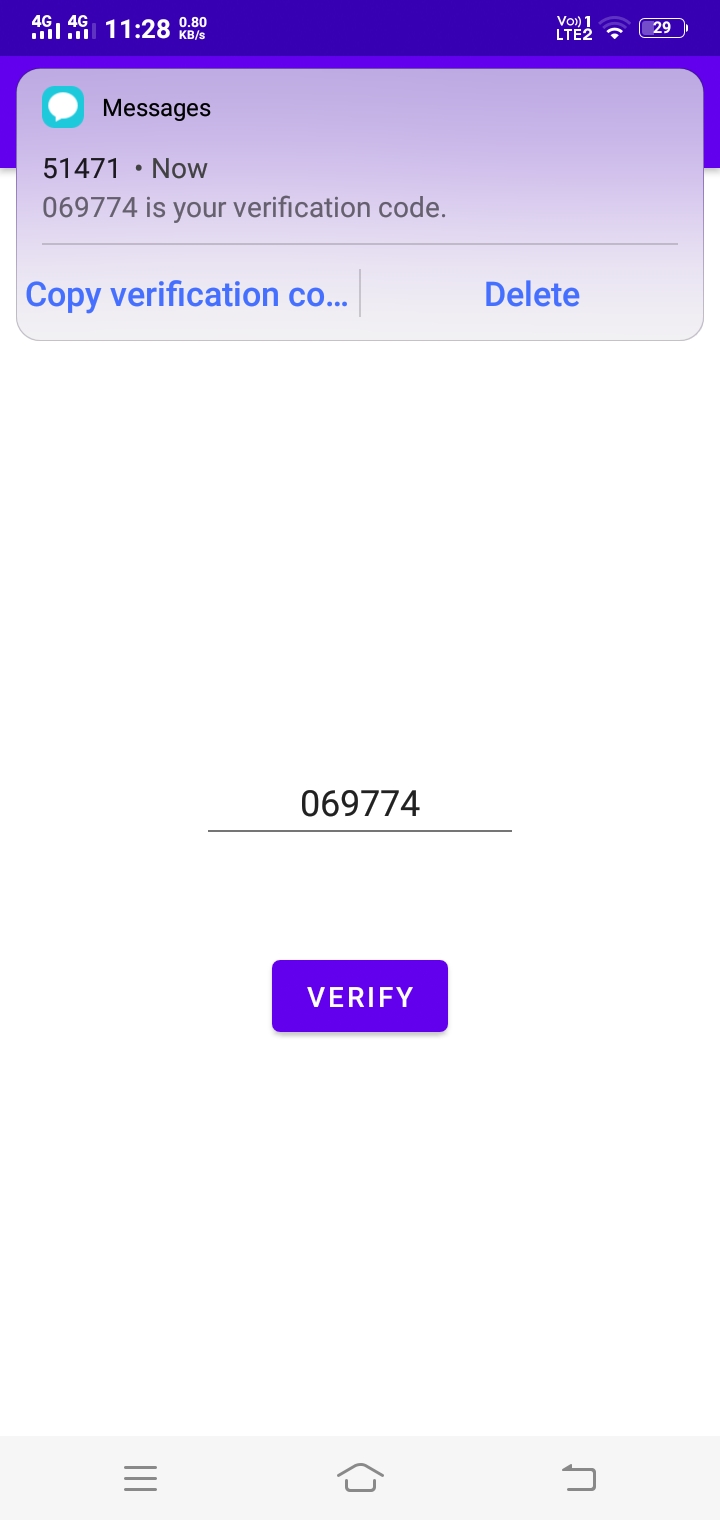 4G 4G 11:28 0.80 KB/s Vo)) 1 LTE2 29
Messages
51471 • Now
069774 is your verification code.
Copy verification co... Delete
069774
VERIFY